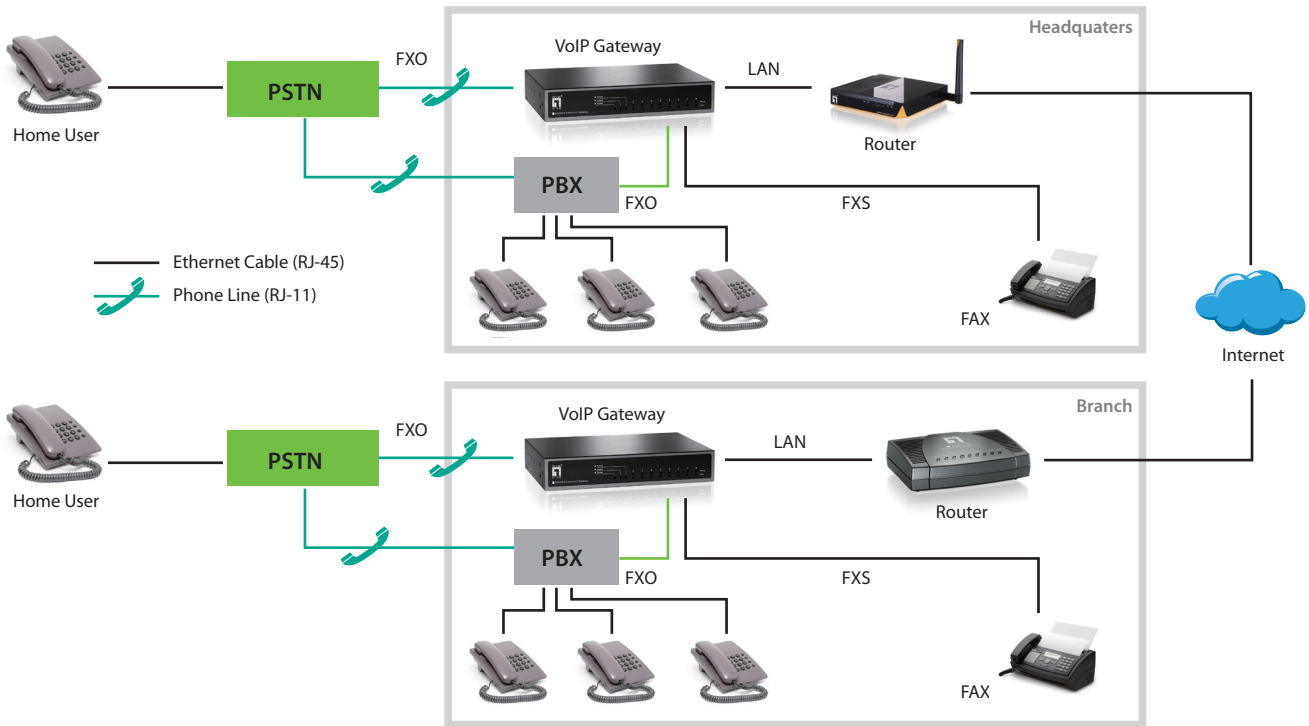 Headquaters
VoIP Gateway
FXO
LAN
PSTN
Home User
Router
PBX
FXO
FXS
Ethernet Cable (RJ-45)
Phone Line (RJ-11)
FAX
Internet
Branch
VoIP Gateway
FXO
LAN
PSTN
Home User
Router
PBX
FXO
FXS
FAX